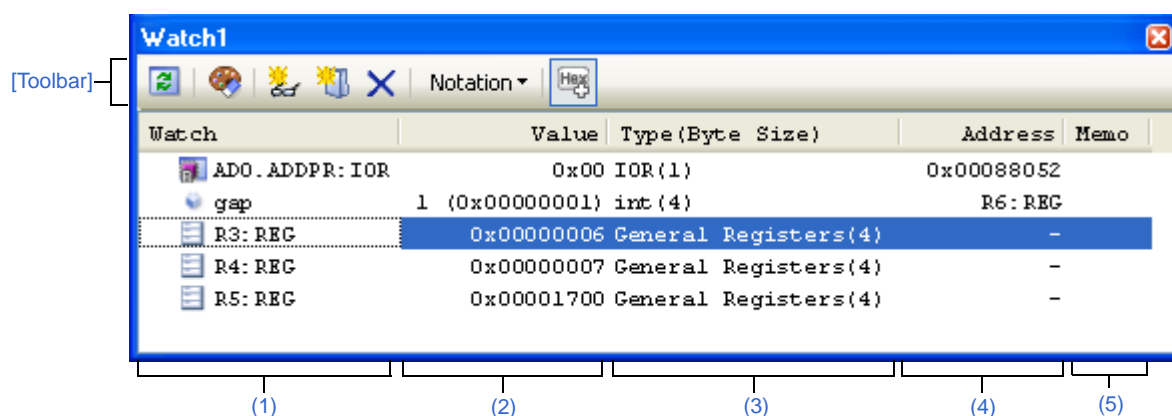 Watch1
[Toolbar]
Notation
Hex
Watch Value Type(Byte Size) Address Memo
AD0.ADDPR:IOR 0x00 IOR(1) 0x00088052
gap 1 (0x00000001) int(4) R6:REG
R3:REG 0x00000006 General Registers(4) -
R4:REG 0x00000007 General Registers(4) -
R5:REG 0x00001700 General Registers(4) -
(1) (2) (3) (4) (5)